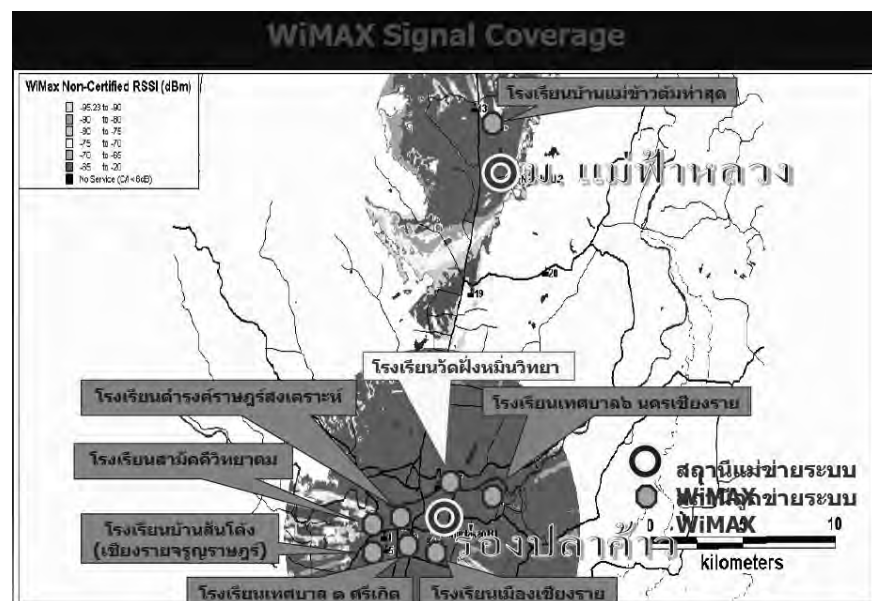 WiMAX Signal Coverage
WiMax Non-Certified RSSI (dBm)
-95.23 to -90
-90 to -80
-80 to -75
-75 to -70
-70 to -65
-65 to -20
No Service (C/I < 6dB)
โรงเรียนบ้านแม่ข้าวต้มท่าสุด
ม. แม่ฟ้าหลวง
20
19
โรงเรียนวัดฝั่งหมิ่นวิทยา
โรงเรียนดำรงค์ราษฎร์สงเคราะห์
โรงเรียนเทศบาล๖ นครเชียงราย
โรงเรียนสามัคคีวิทยาคม
สถานีแม่ข่ายระบบ
WiMAX
สถานีลูกข่ายระบบ
WiMAX
โรงเรียนบ้านสันโค้ง
(เชียงรายจรูญราษฎร์)
ร่องปลาค้าว
0 5 10
kilometers
โรงเรียนเทศบาล ๑ ศรีเกิด
โรงเรียนเมืองเชียงราย